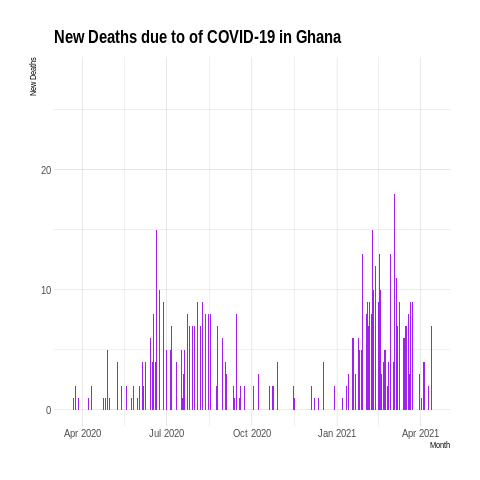 New Deaths due to of COVID-19 in Ghana
New Deaths
20
10
0
Apr 2020 Jul 2020 Oct 2020 Jan 2021 Apr 2021
Month